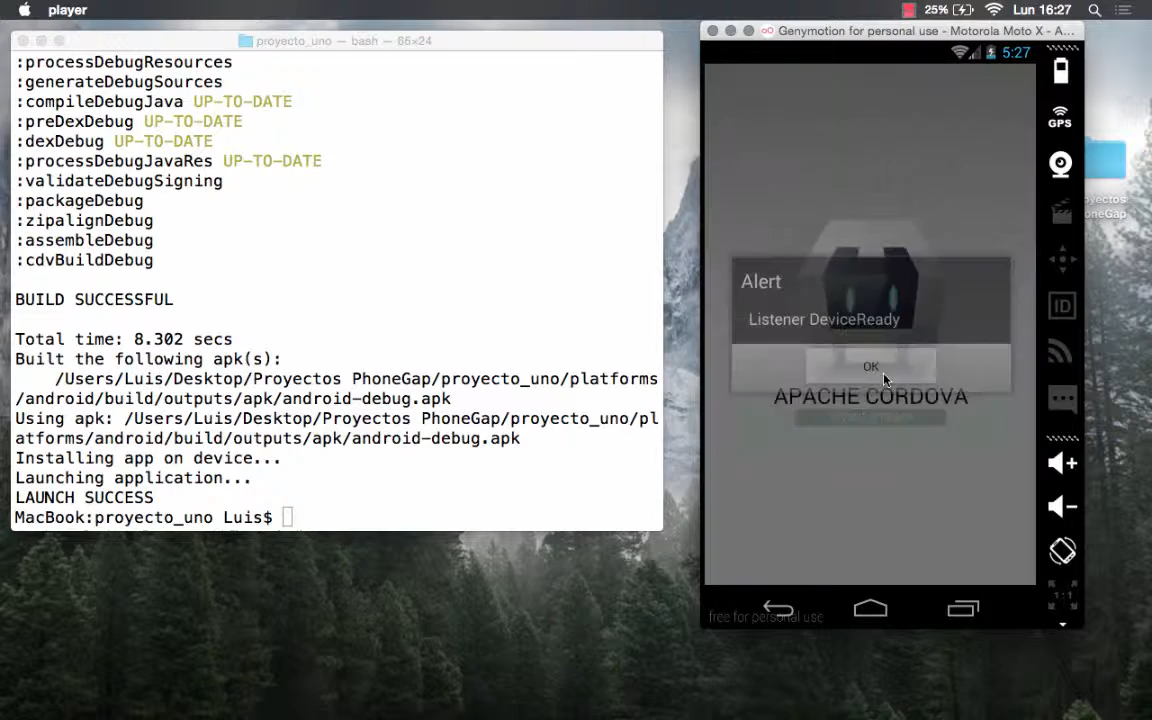 player
25%
Lun 16:27
proyecto_uno — bash — 66×24
:processDebugResources
:generateDebugSources
:compileDebugJava UP-TO-DATE
:preDexDebug UP-TO-DATE
:dexDebug UP-TO-DATE
:processDebugJavaRes UP-TO-DATE
:validateDebugSigning
:packageDebug
:zipalignDebug
:assembleDebug
:cdvBuildDebug
BUILD SUCCESSFUL
Total time: 8.302 secs
Built the following apk(s):
/Users/Luis/Desktop/Proyectos PhoneGap/proyecto_uno/platforms
/android/build/outputs/apk/android-debug.apk
Using apk: /Users/Luis/Desktop/Proyectos PhoneGap/proyecto_uno/pl
atforms/android/build/outputs/apk/android-debug.apk
Installing app on device...
Launching application...
LAUNCH SUCCESS
MacBook:proyecto_uno Luis$
Genymotion for personal use - Motorola Moto X - A...
5:27
Alert
Listener DeviceReady
OK
APACHE CORDOVA
free for personal use
GPS
ID
1:1
yectos
oneGap